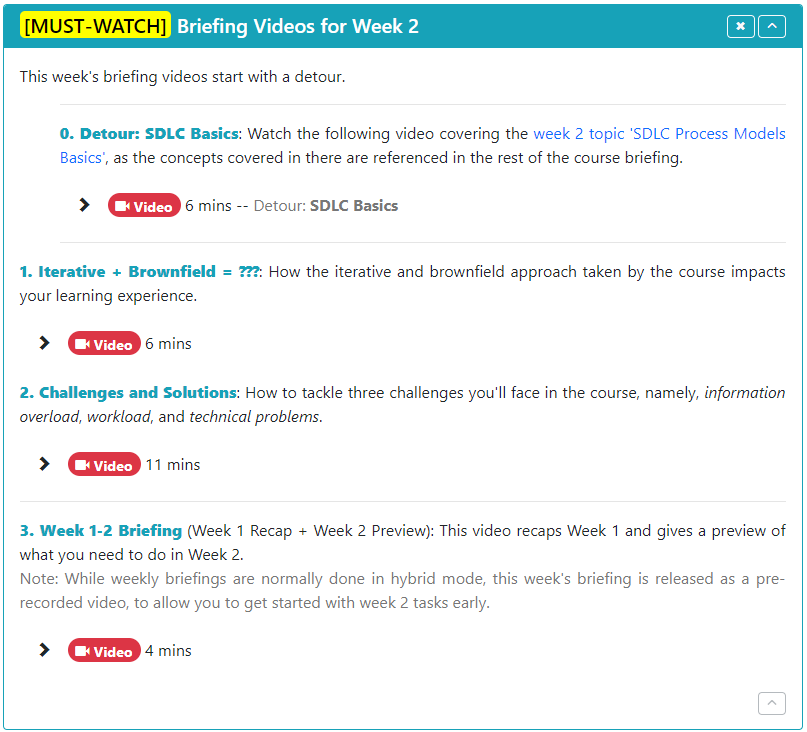 [MUST-WATCH] Briefing Videos for Week 2
This week's briefing videos start with a detour.
0. Detour: SDLC Basics: Watch the following video covering the week 2 topic 'SDLC Process Models
Basics', as the concepts covered in there are referenced in the rest of the course briefing.
Video 6 mins -- Detour: SDLC Basics
1. Iterative + Brownfield = ???: How the iterative and brownfield approach taken by the course impacts
your learning experience.
Video 6 mins
2. Challenges and Solutions: How to tackle three challenges you'll face in the course, namely, information
overload, workload, and technical problems.
Video 11 mins
3. Week 1-2 Briefing (Week 1 Recap + Week 2 Preview): This video recaps Week 1 and gives a preview of
what you need to do in Week 2.
Note: While weekly briefings are normally done in hybrid mode, this week's briefing is released as a pre-
recorded video, to allow you to get started with week 2 tasks early.
Video 4 mins